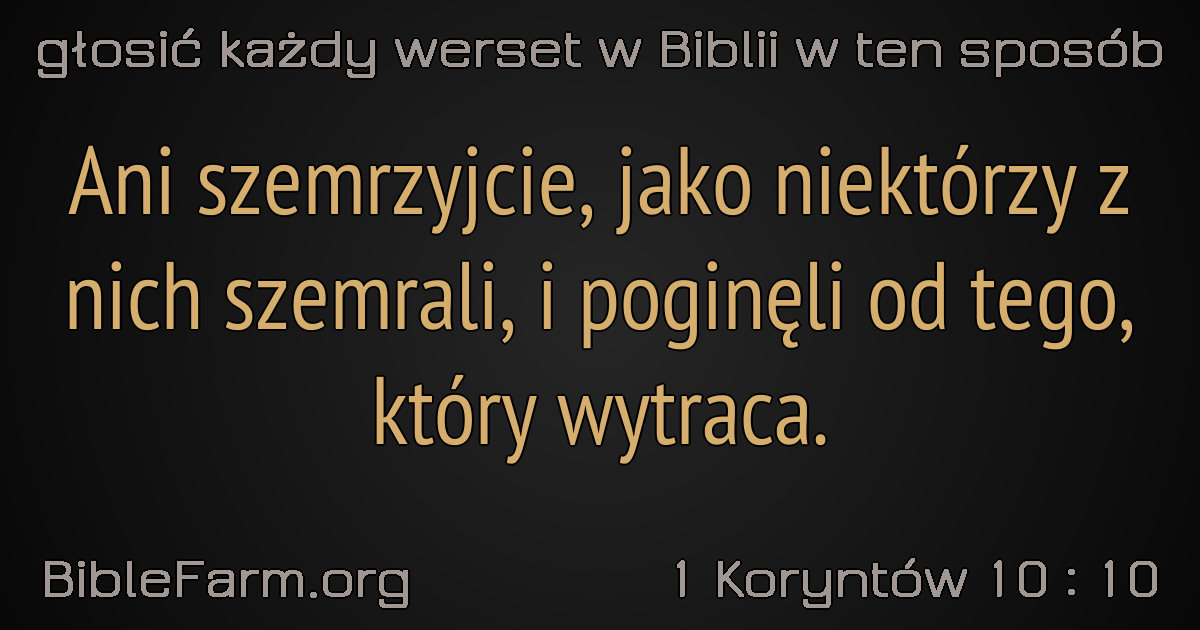 głosić każdy werset w Biblii w ten sposób
Ani szemrzyjcie, jako niektórzy z
nich szemrali, i poginęli od tego,
który wytraca.
BibleFarm.org
1 Koryntów 10 : 10